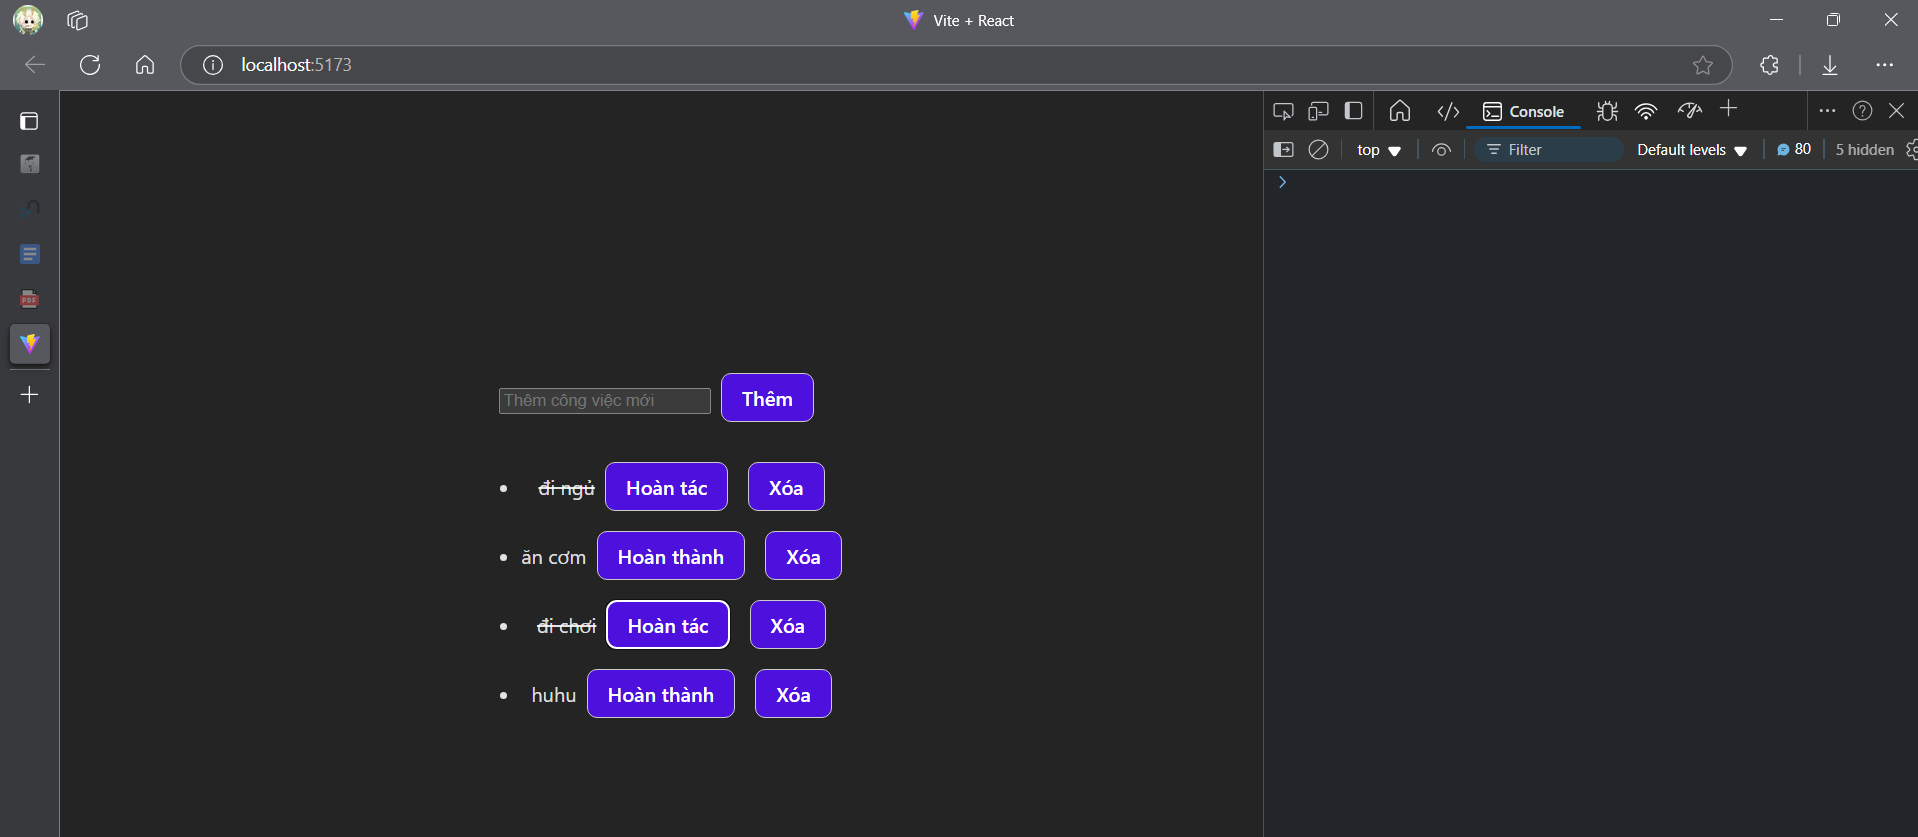 Vite + React
localhost:5173
Console
top
Filter
Default levels
80
5 hidden
PDF
Thêm công việc mới
Thêm
đi ngủ Hoàn tác Xóa
ăn cơm Hoàn thành Xóa
đi chơi Hoàn tác Xóa
huhu Hoàn thành Xóa